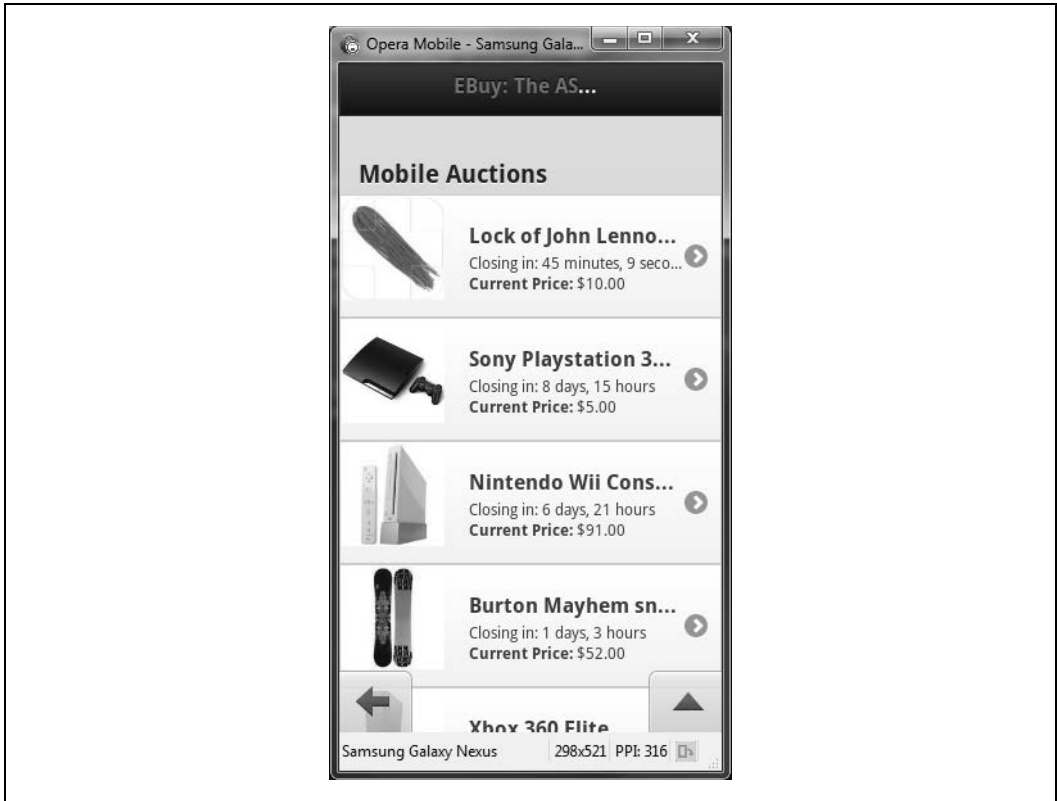 Opera Mobile - Samsung Gala...
EBuy: The AS...
Mobile Auctions
Lock of John Lenno...
Closing in: 45 minutes, 9 seco...
Current Price: $10.00
Sony Playstation 3...
Closing in: 8 days, 15 hours
Current Price: $5.00
Nintendo Wii Cons...
Closing in: 6 days, 21 hours
Current Price: $91.00
Burton Mayhem sn...
Closing in: 1 days, 3 hours
Current Price: $52.00
Xbox 360 Elite
Samsung Galaxy Nexus 298x521 PPI: 316